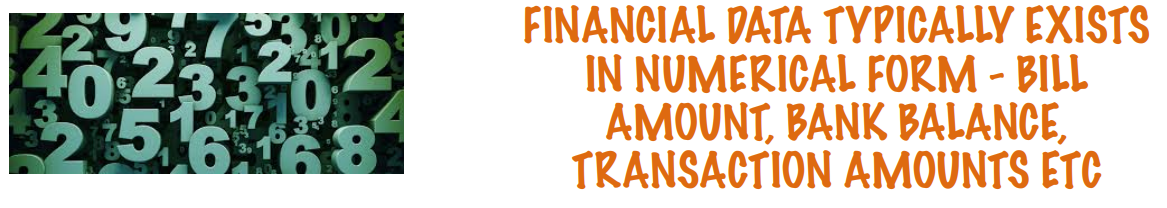 FINANCIAL DATA TYPICALLY EXISTS
IN NUMERICAL FORM - BILL
AMOUNT, BANK BALANCE,
TRANSACTION AMOUNTS ETC